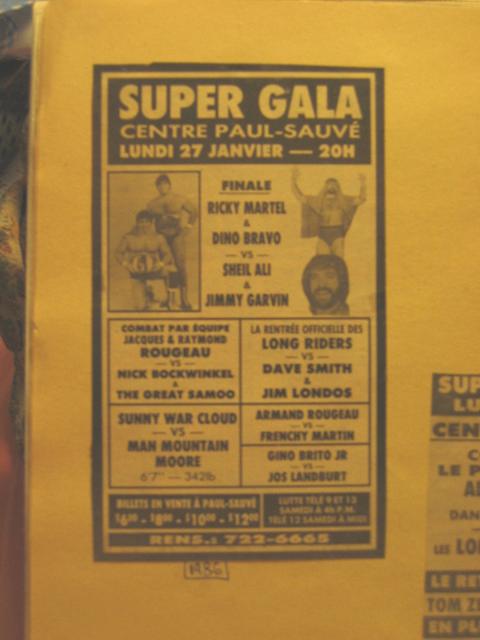 SUPER GALA
CENTRE PAUL-SAUVÉ
LUNDI 27 JANVIER — 20H
FINALE
RICKY MARTEL
&
DINO BRAVO
— VS —
SHEIL ALI
&
JIMMY GARVIN
COMBAT PAR ÉQUIPE
JACQUES & RAYMOND
ROUGEAU
— VS —
NICK BOCKWINKEL
&
THE GREAT SAMOO
LA RENTRÉE OFFICIELLE DES
LONG RIDERS
— VS —
DAVE SMITH
&
JIM LONDOS
SUNNY WAR CLOUD
— VS —
MAN MOUNTAIN
MOORE
6'7" — 342lb
ARMAND ROUGEAU
— VS —
FRENCHY MARTIN
GINO BRITO JR
— VS —
JOS LANDBURT
BILLETS EN VENTE À PAUL-SAUVÉ
$6.00 - $8.00 - $10.00 - $12.00
LUTTE TÉLÉ 9 ET 13
SAMEDI À 4h P.M.
TÉLÉ 12 SAMEDI À MIDI
RENS.: 722-6665
1986
SUP
LU
CEN
LE P
DAN
LES LO
LE RE
TOM Z
EN PL